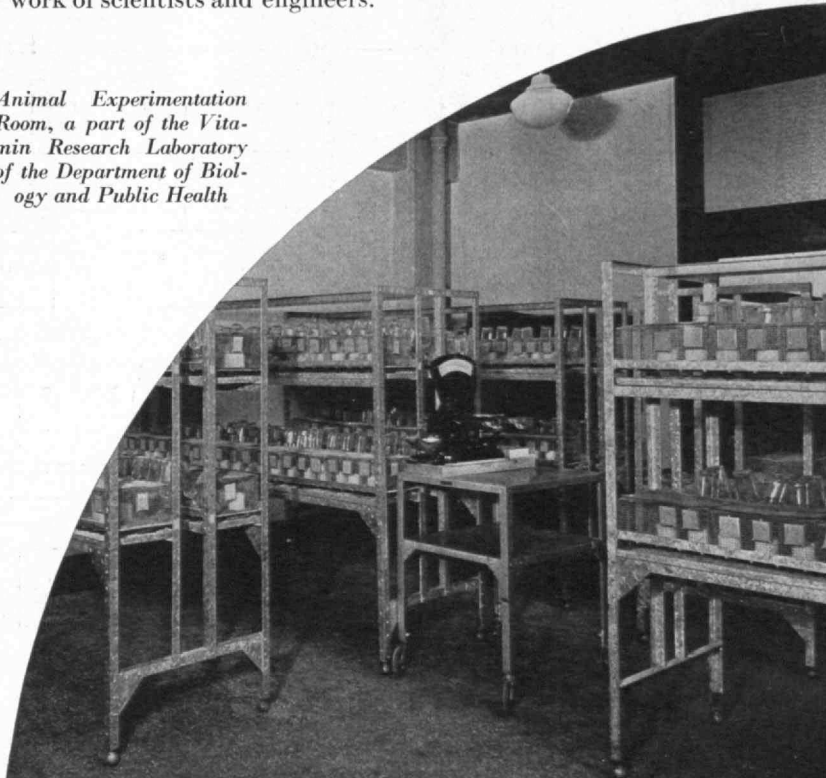 work of scientists and engineers.
Animal Experimentation
Room, a part of the Vita-
min Research Laboratory
of the Department of Biol-
ogy and Public Health